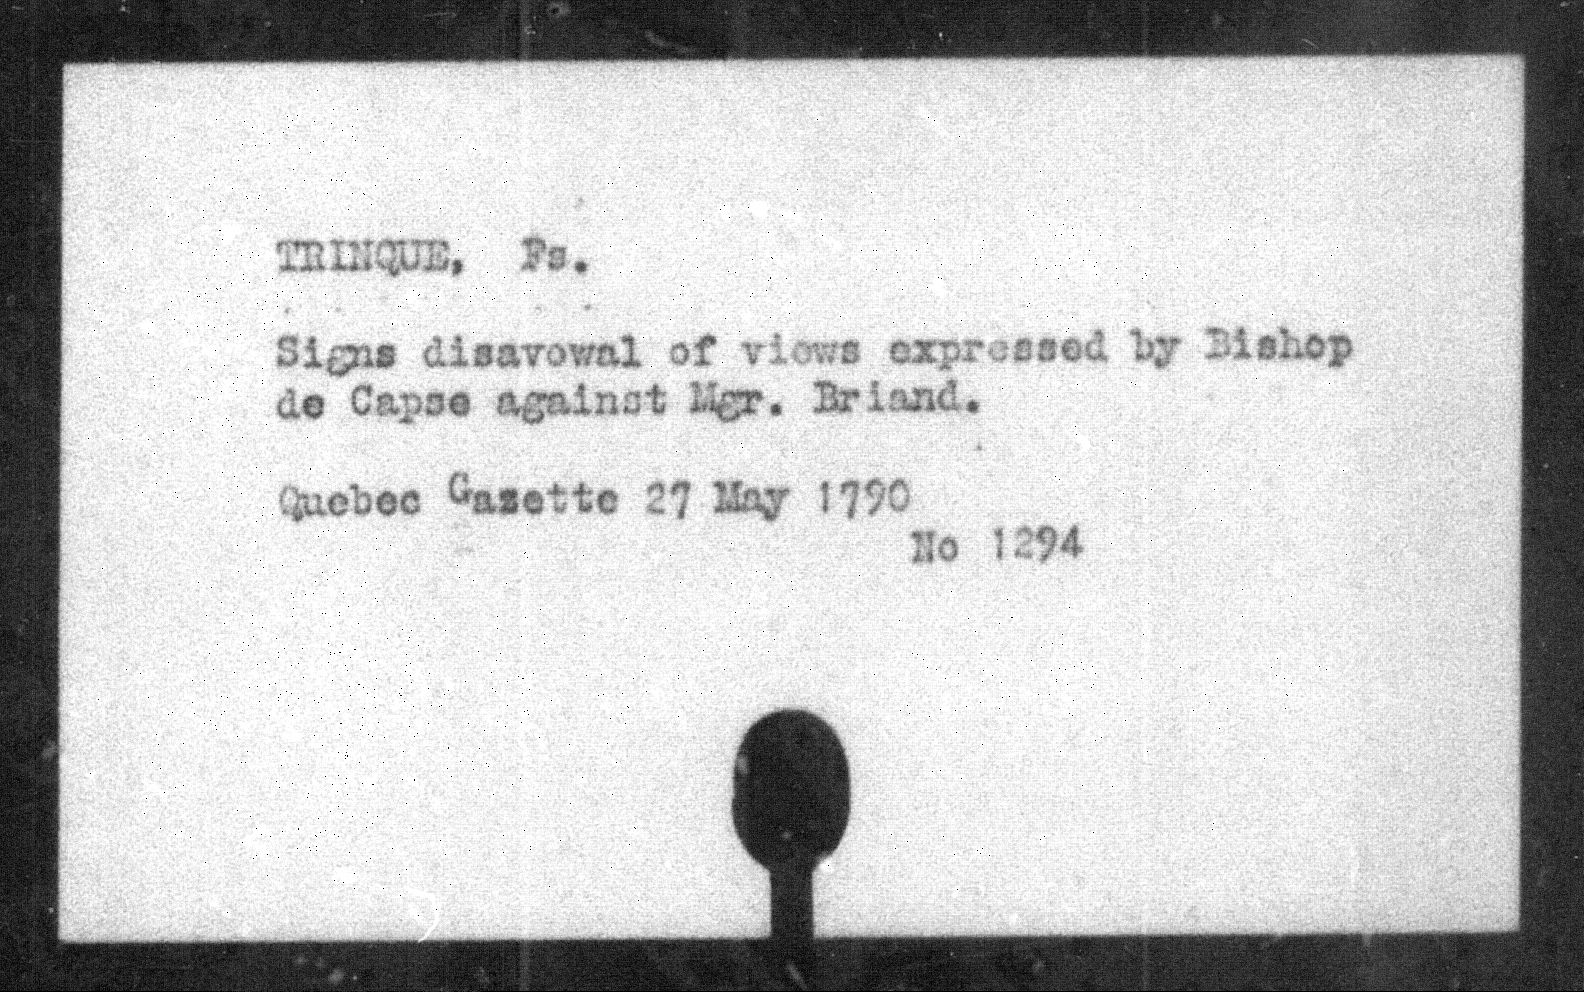 TRINQUE, Fs.
Signs disavowal of views expressed by Bishop
de Capse against Mgr. Briand.
Quebec Gazette 27 May 1790
No 1294